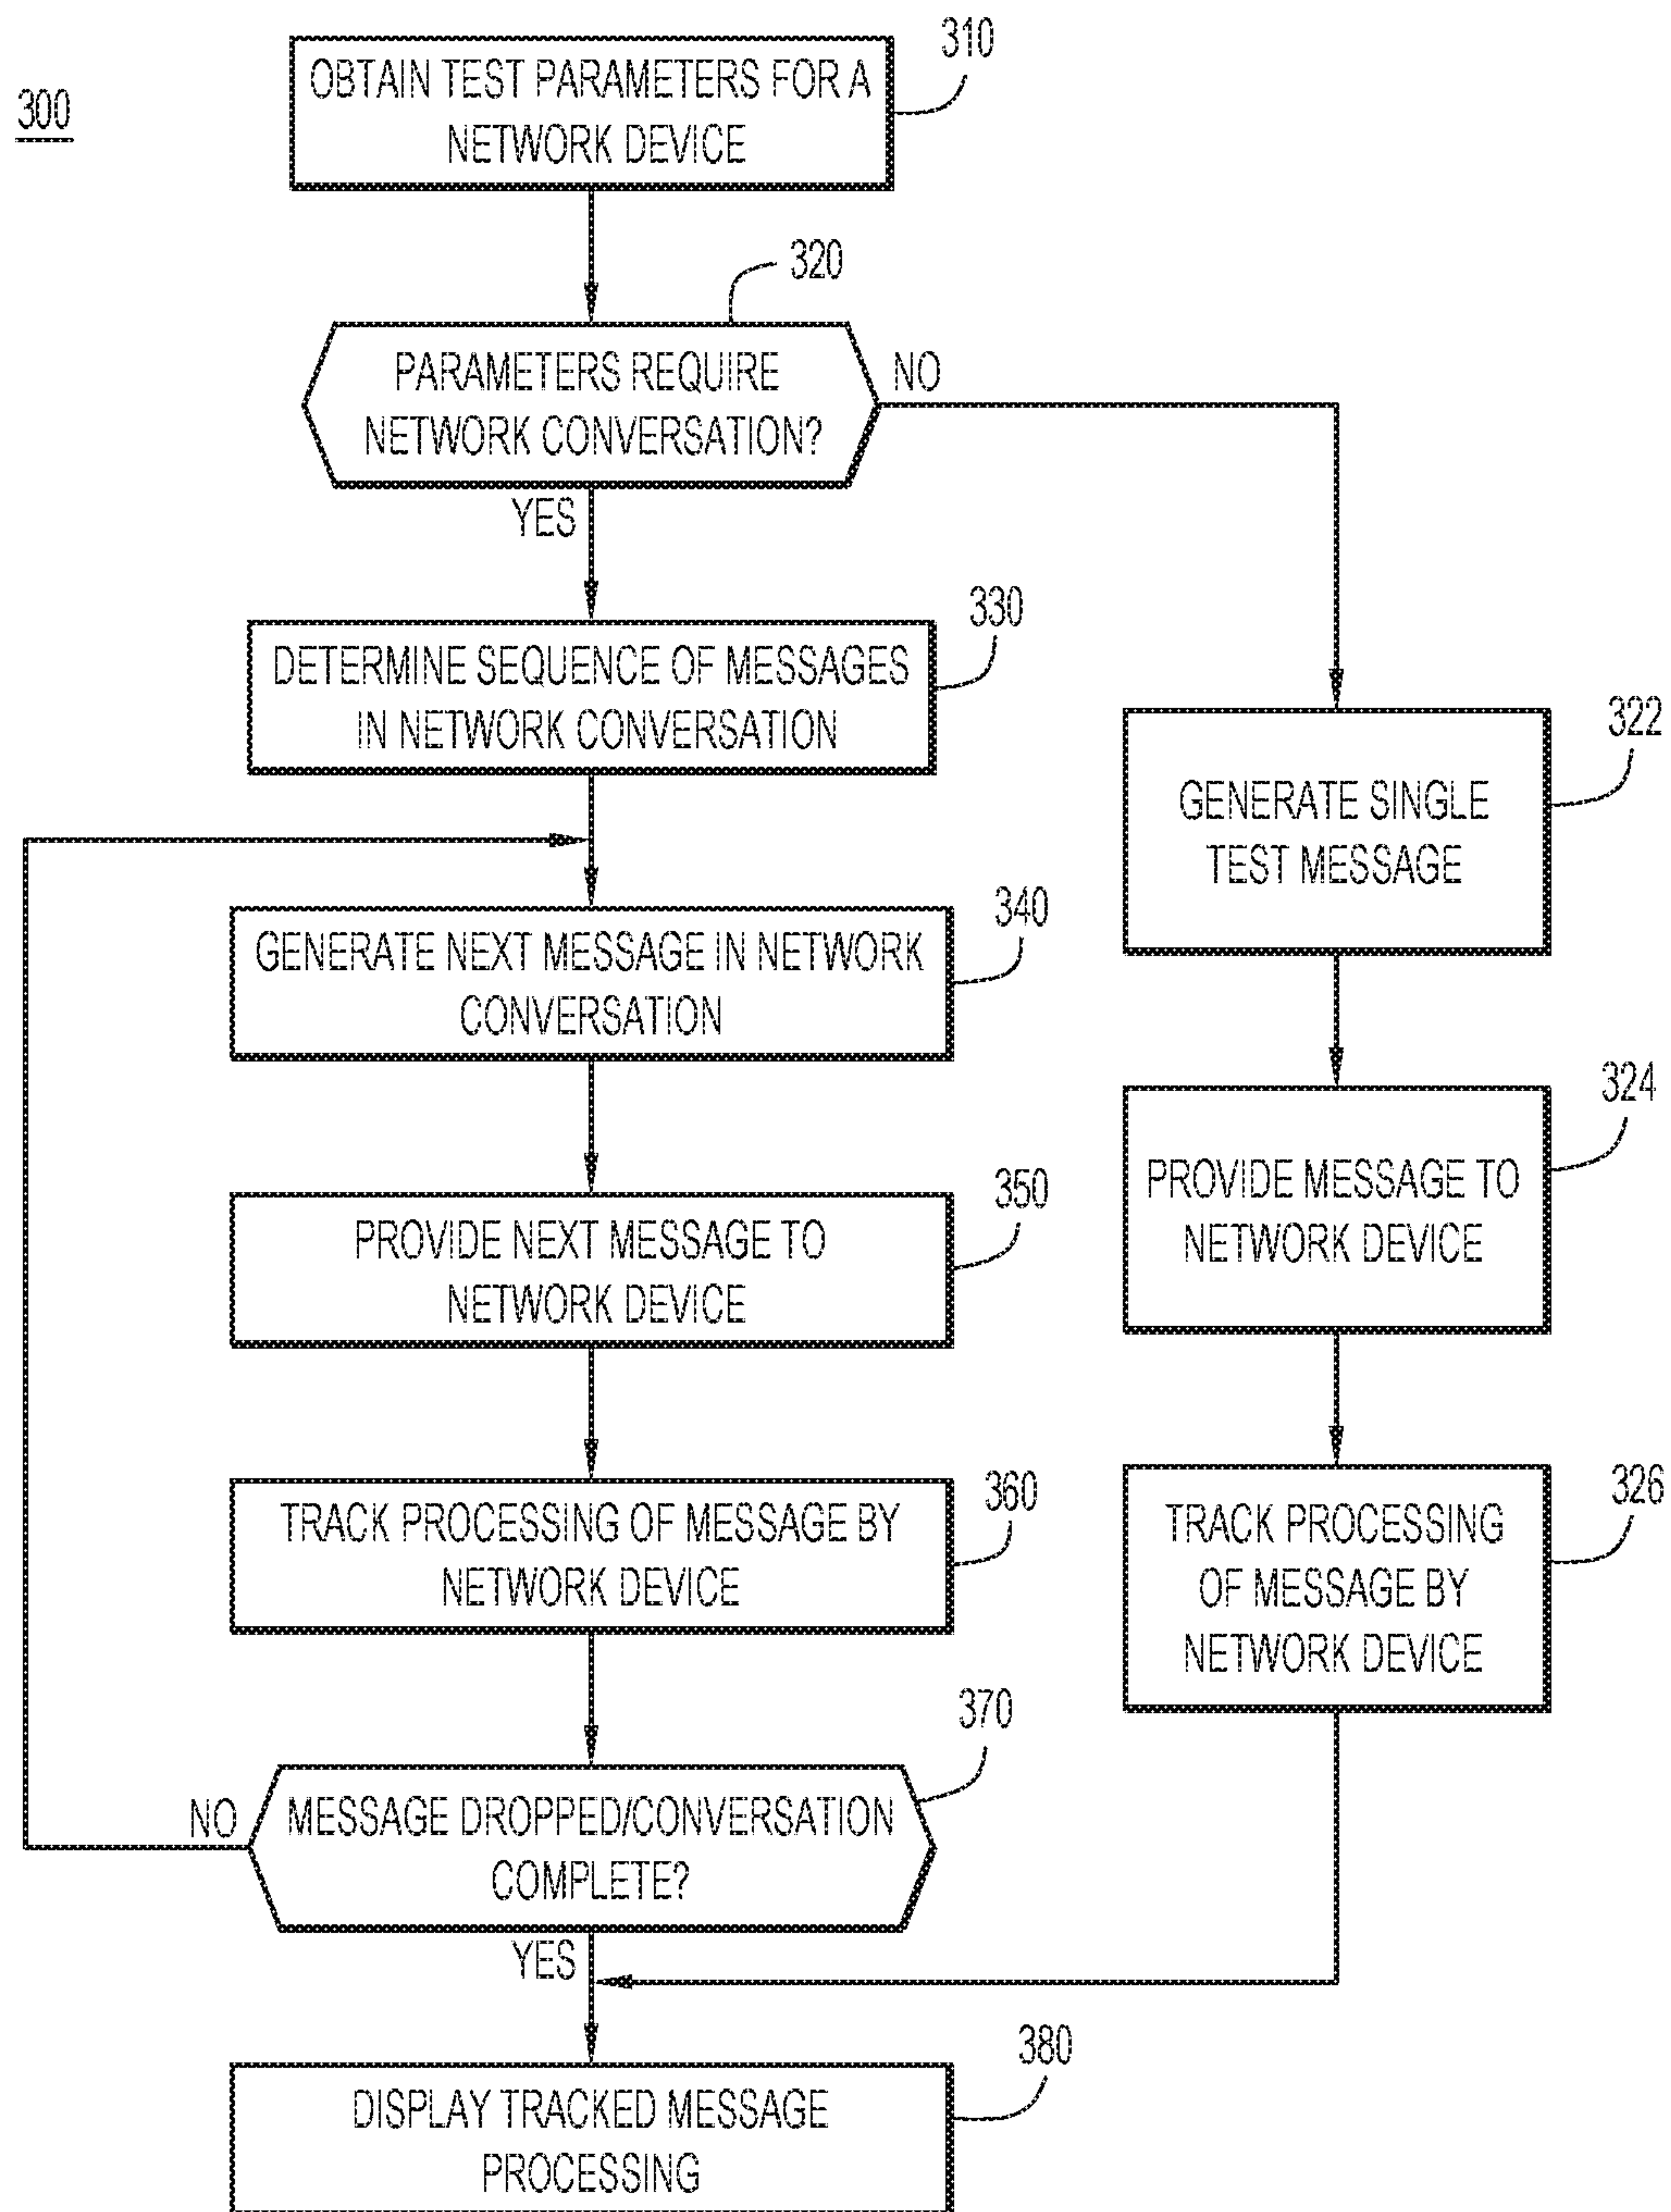 300
310
OBTAIN TEST PARAMETERS FOR A
NETWORK DEVICE
320
PARAMETERS REQUIRE
NETWORK CONVERSATION?
NO
YES
330
DETERMINE SEQUENCE OF MESSAGES
IN NETWORK CONVERSATION
322
GENERATE SINGLE
TEST MESSAGE
340
GENERATE NEXT MESSAGE IN NETWORK
CONVERSATION
324
PROVIDE MESSAGE TO
NETWORK DEVICE
350
PROVIDE NEXT MESSAGE TO
NETWORK DEVICE
360
TRACK PROCESSING OF MESSAGE BY
NETWORK DEVICE
326
TRACK PROCESSING
OF MESSAGE BY
NETWORK DEVICE
370
NO
MESSAGE DROPPED/CONVERSATION
COMPLETE?
YES
380
DISPLAY TRACKED MESSAGE
PROCESSING